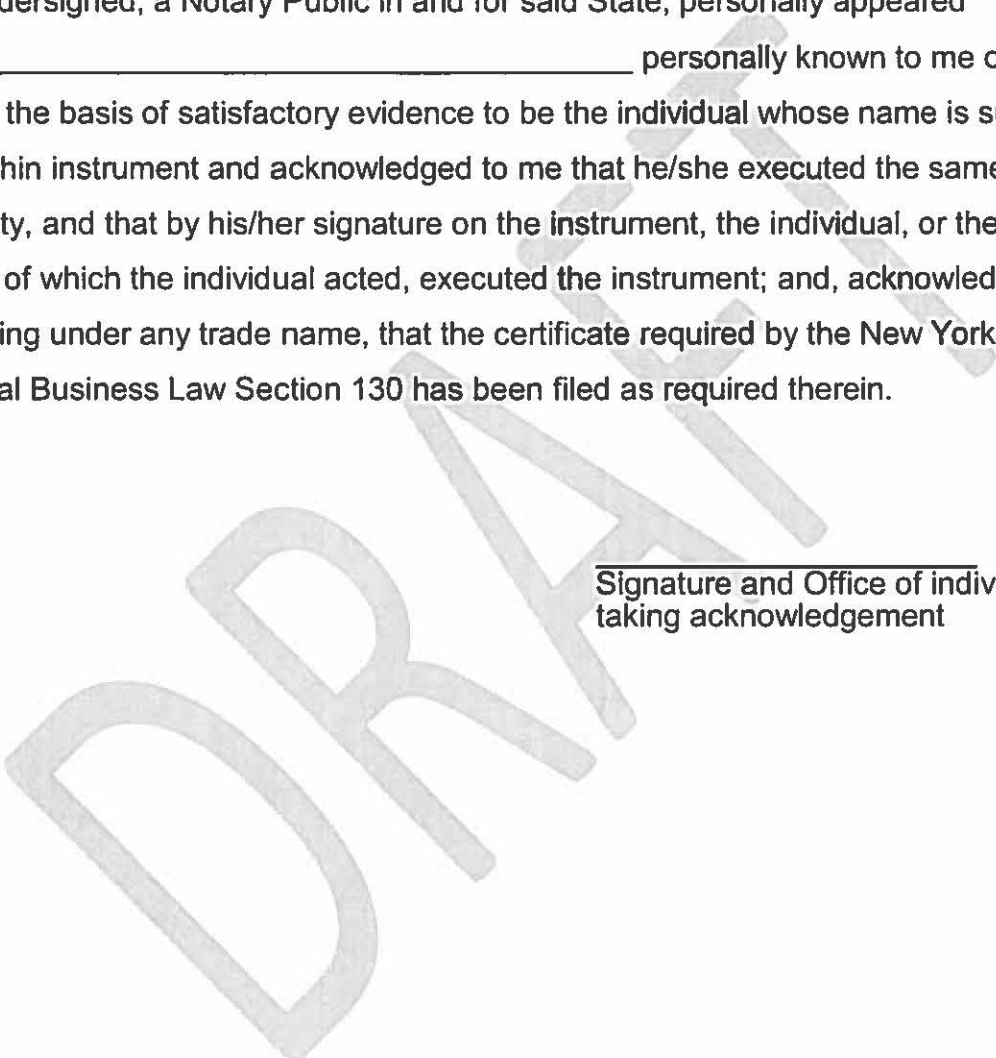 dersigned, a Notary Public in and for said State, personally appeared
personally known to me o
the basis of satisfactory evidence to be the individual whose name is s
hin instrument and acknowledged to me that he/she executed the same
ty, and that by his/her signature on the instrument, the individual, or the
of which the individual acted, executed the instrument; and, acknowled
ing under any trade name, that the certificate required by the New York
al Business Law Section 130 has been filed as required therein.
Signature and Office of indiv
taking acknowledgement
DRAFT